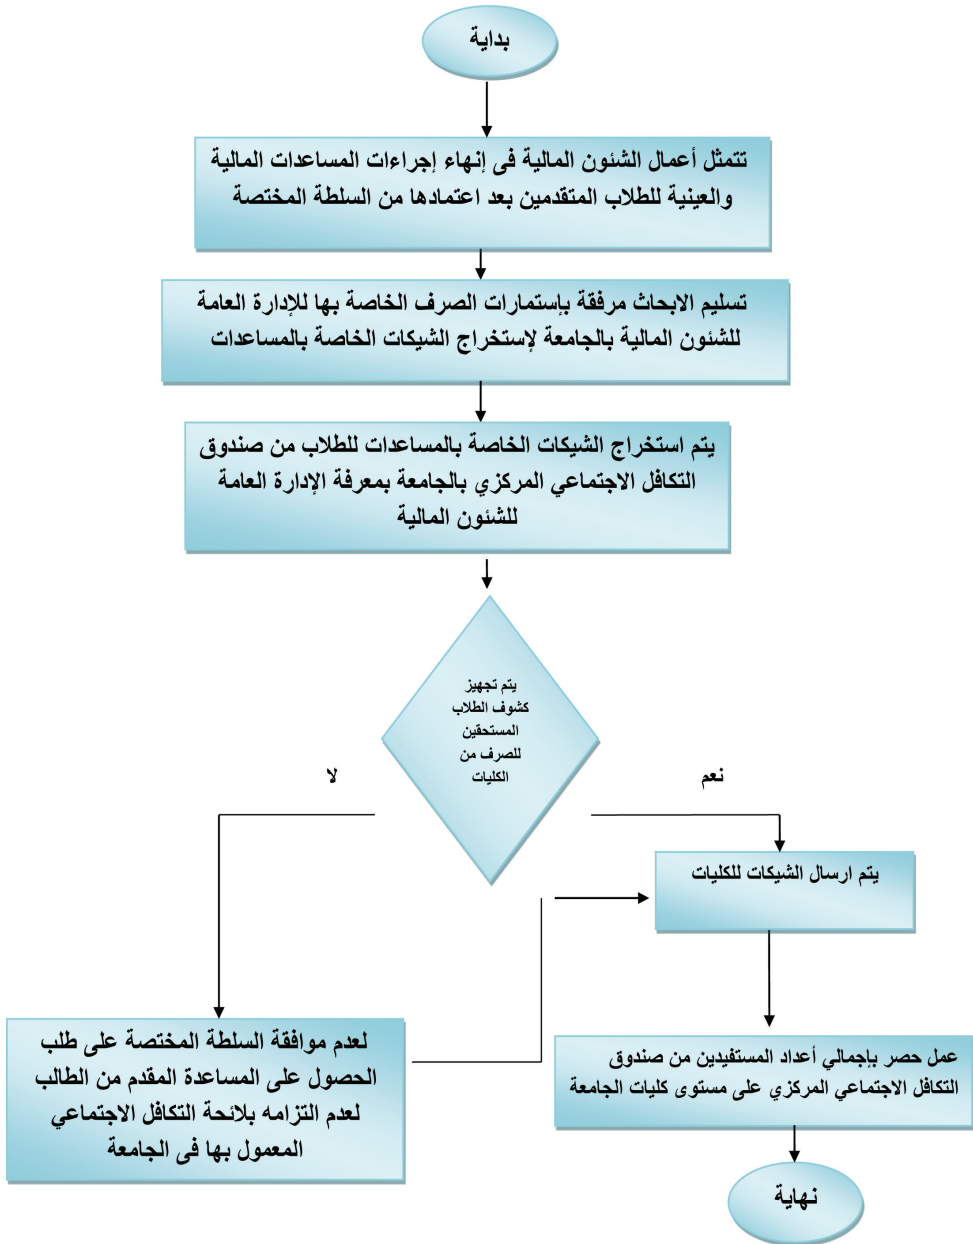 بداية
تتمثل أعمال الشئون المالية فى إنهاء إجراءات المساعدات المالية
والعينية للطلاب المتقدمين بعد اعتمادها من السلطة المختصة
تسليم الابحاث مرفقة بإستمارات الصرف الخاصة بها للإدارة العامة
للشئون المالية بالجامعة لإستخراج الشيكات الخاصة بالمساعدات
يتم استخراج الشيكات الخاصة بالمساعدات للطلاب من صندوق
التكافل الاجتماعي المركزي بالجامعة بمعرفة الإدارة العامة
للشئون المالية
يتم تجهيز
كشوف الطلاب
المستحقين
للصرف من
الكليات
نعم
لا
يتم ارسال الشيكات للكليات
لعدم موافقة السلطة المختصة على طلب
الحصول على المساعدة المقدم من الطالب
لعدم التزامه بلائحة التكافل الاجتماعي
المعمول بها فى الجامعة
عمل حصر بإجمالي أعداد المستفيدين من صندوق
التكافل الاجتماعي المركزي على مستوى كليات الجامعة
نهاية